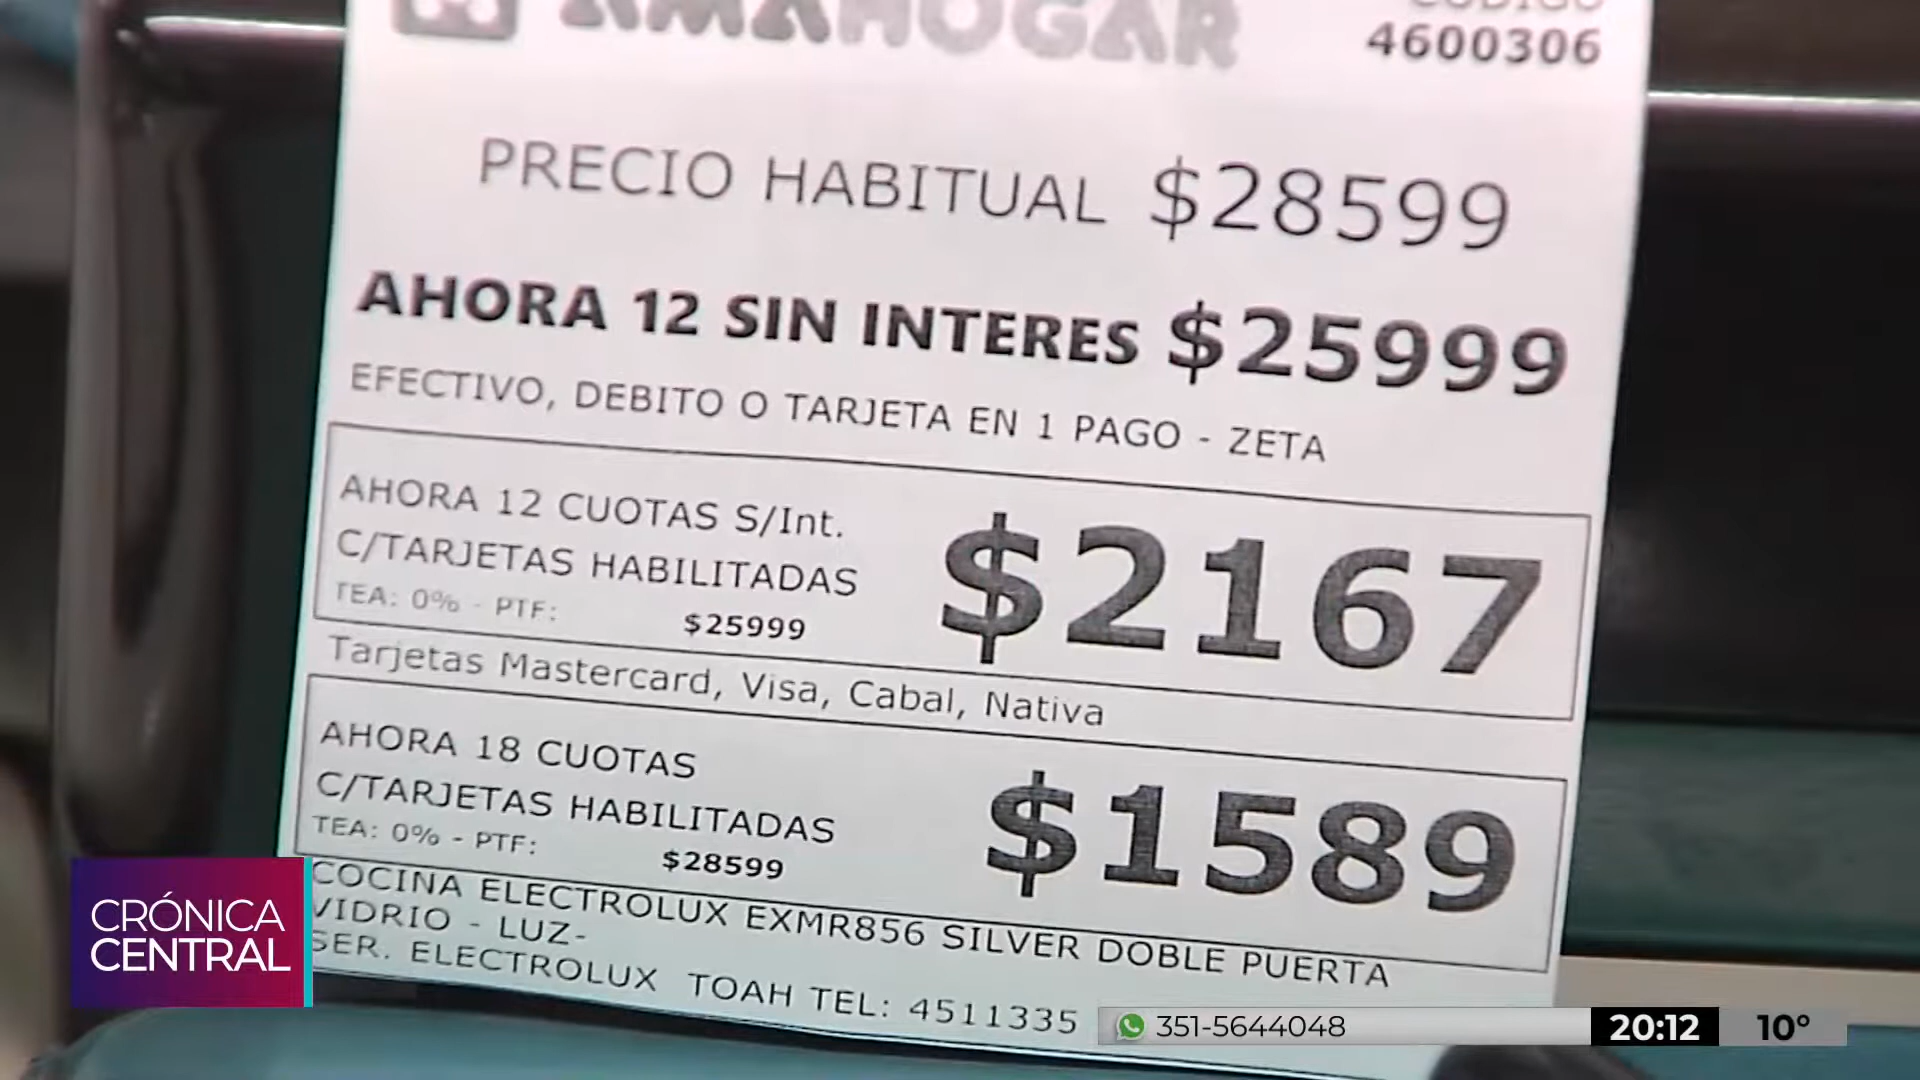 AMAHOGAR
CODIGO
4600306
PRECIO HABITUAL $28599
AHORA 12 SIN INTERES $25999
EFECTIVO, DEBITO O TARJETA EN 1 PAGO - ZETA
AHORA 12 CUOTAS S/Int.
C/TARJETAS HABILITADAS
TEA: 0% - PTF: $25999
$2167
Tarjetas Mastercard, Visa, Cabal, Nativa
AHORA 18 CUOTAS
C/TARJETAS HABILITADAS
TEA: 0% - PTF: $28599
$1589
COCINA ELECTROLUX EXMR856 SILVER DOBLE PUERTA
VIDRIO - LUZ-
SER. ELECTROLUX TOAH TEL: 4511335
CRÓNICA
CENTRAL
351-5644048
20:12
10°